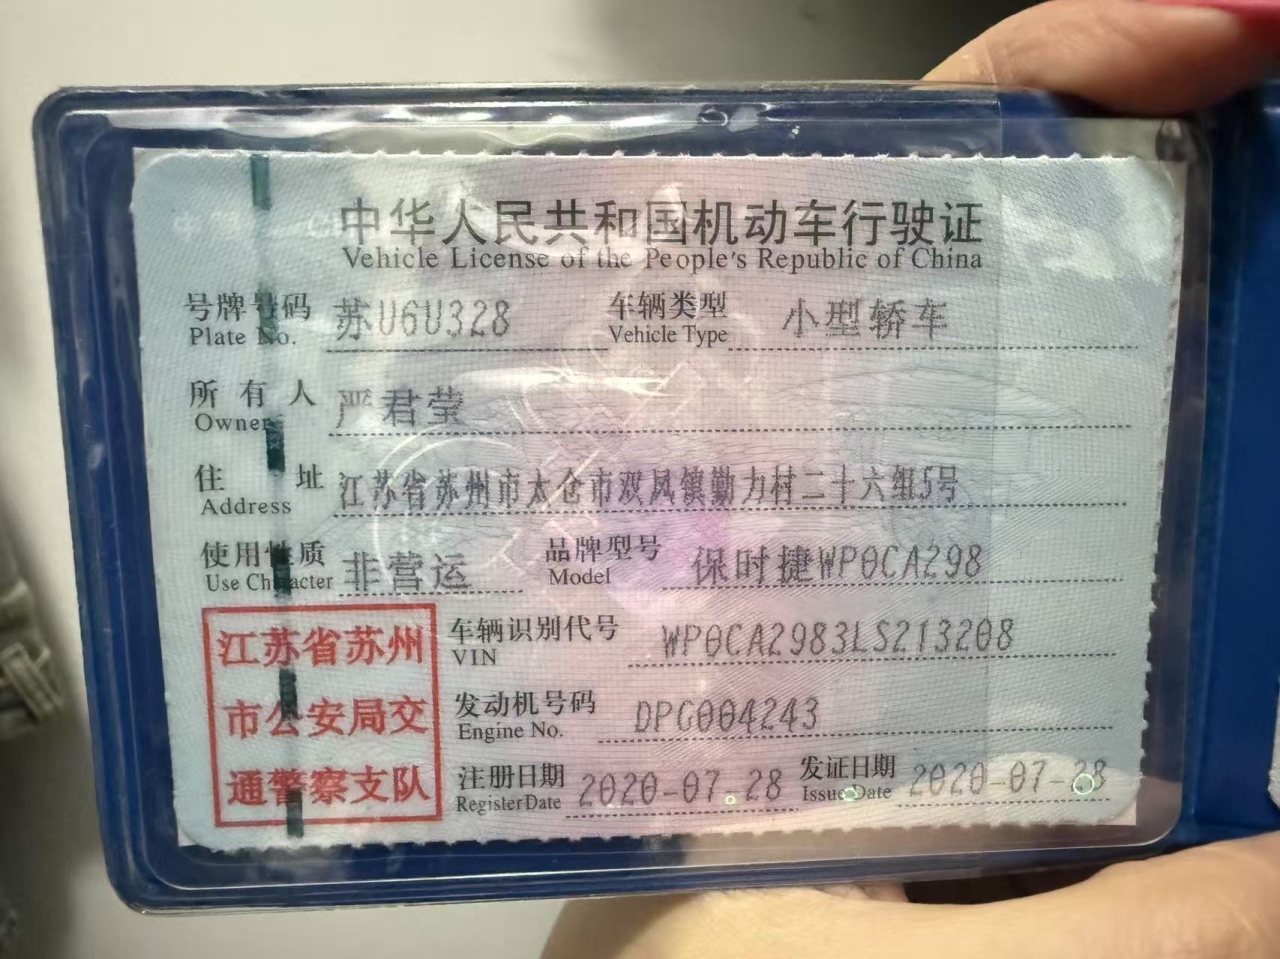 中华人民共和国机动车行驶证
Vehicle License of the People's Republic of China
号牌号码 苏U6U328 车辆类型 小型轿车
Plate No. Vehicle Type
所有人 严君莹
Owner
住址 江苏省苏州市太仓市双凤镇勤力村二十六组5号
Address
使用性质 非营运 品牌型号 保时捷WP0CA298
Use Character Model
江苏省苏州
市公安局交
通警察支队
车辆识别代号 WP0CA2983LS213208
VIN
发动机号码 DPG004243
Engine No.
注册日期 2020-07-28 发证日期 2020-07-28
Register Date Issue Date